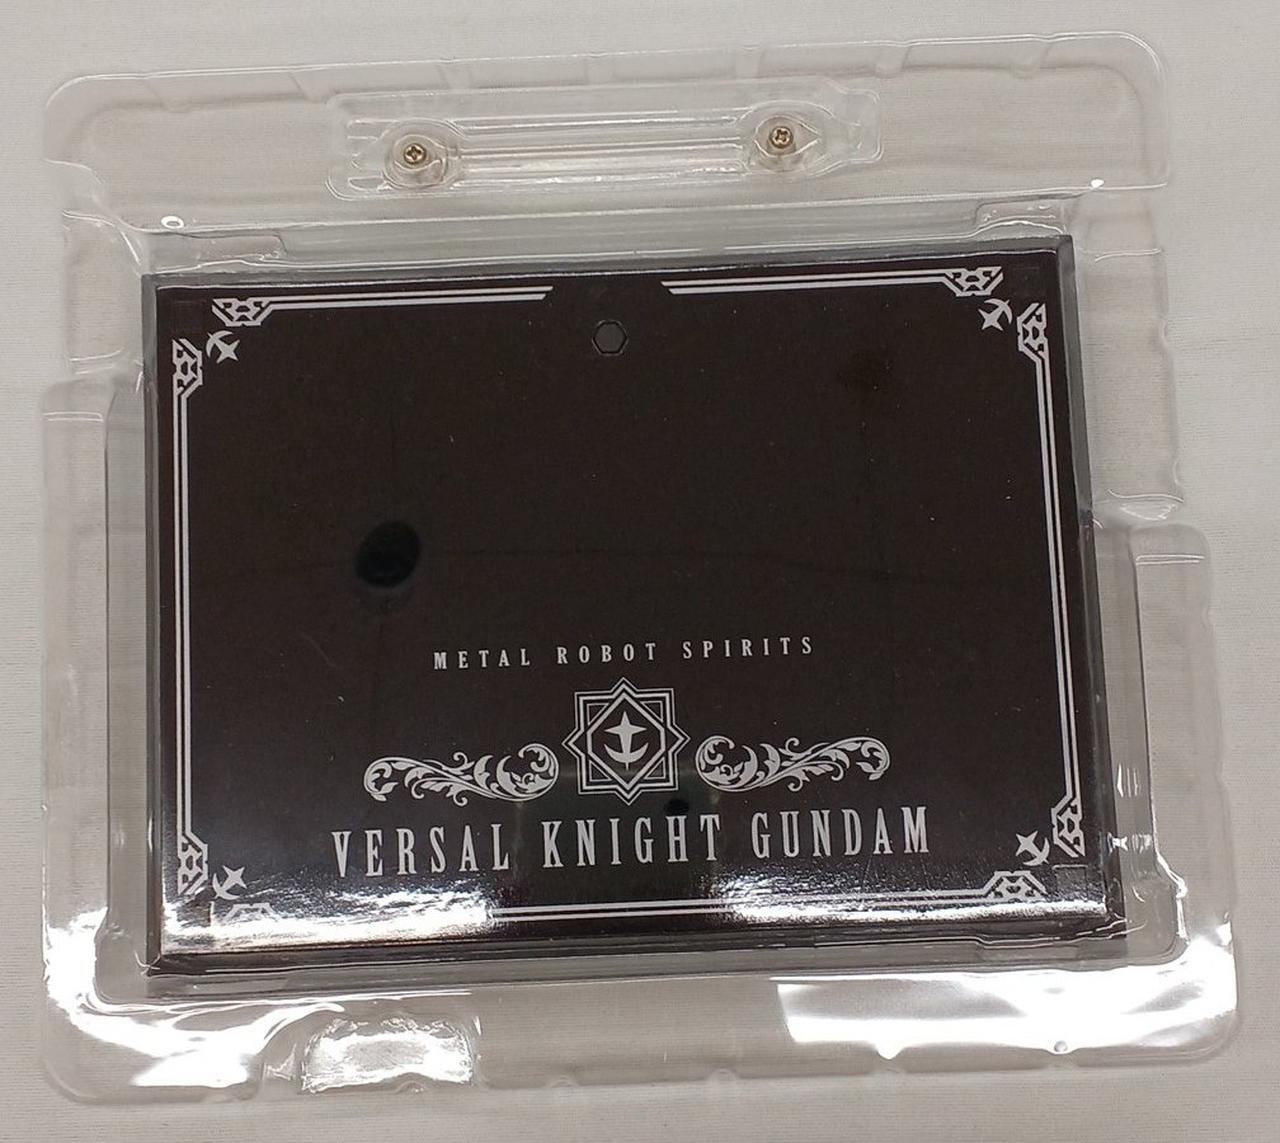 METAL ROBOT SPIRITS
VERSAL KNIGHT GUNDAM